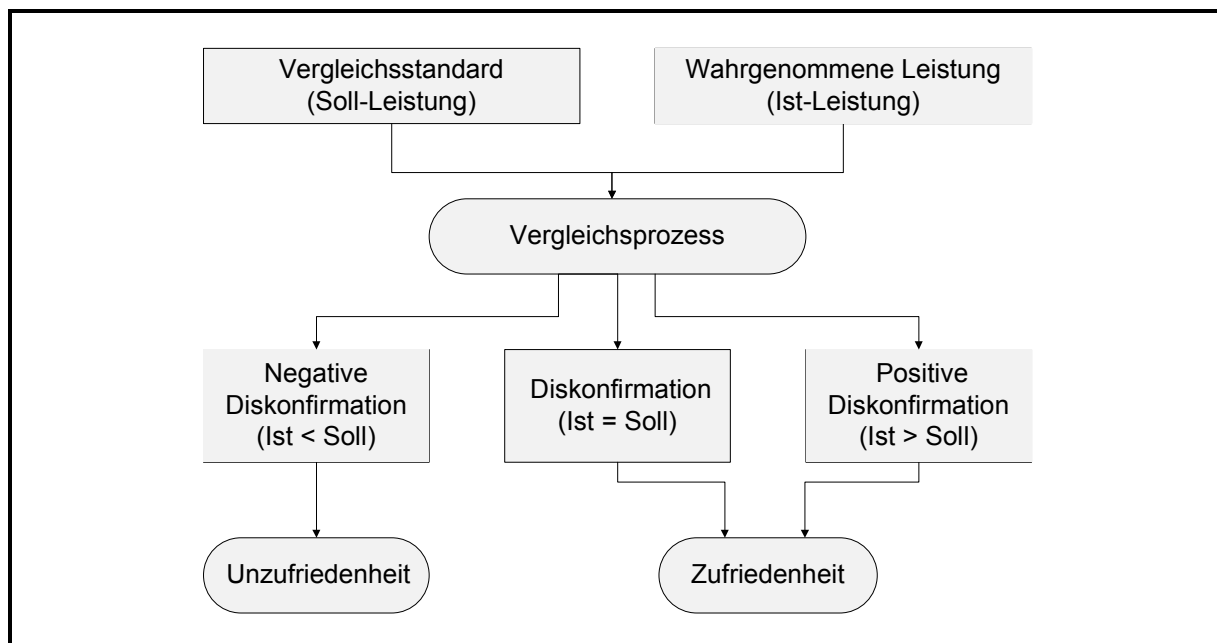 Vergleichsstandard
(Soll-Leistung)
Wahrgenommene Leistung
(Ist-Leistung)
Vergleichsprozess
Negative
Diskonfirmation
(Ist < Soll)
Diskonfirmation
(Ist = Soll)
Positive
Diskonfirmation
(Ist > Soll)
Unzufriedenheit
Zufriedenheit